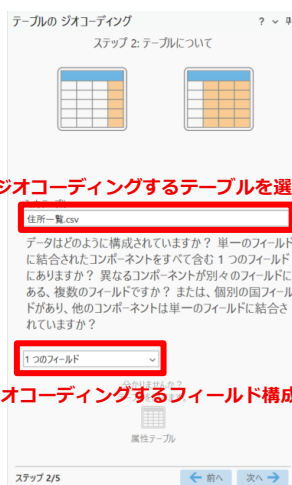 テーブルの ジオコーディング
?
ステップ 2: テーブルについて
ジオコーディングするテーブルを選
住所一覧.csv
データはどのように構成されていますか? 単一のフィールド
に結合されたコンポーネントをすべて含む 1 つのフィールド
にありますか? 異なるコンポーネントが別々のフィールドに
ある、複数のフィールドですか? または、個別の国フィール
ドがあり、他のコンポーネントは単一のフィールドに結合さ
れていますか?
1 つのフィールド
分かりませんか?
オコーディングするフィールド構成
属性テーブル
ステップ 2/5
← 前へ 次へ →